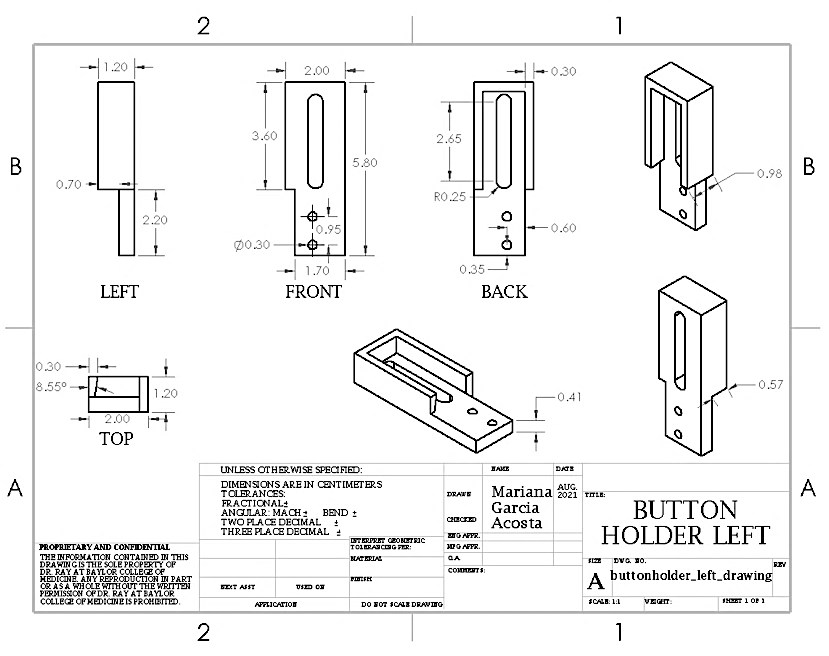 2
1
B
B
A
A
1.20
0.70
2.20
LEFT
2.00
3.60
5.80
0.95
Ø0.30
1.70
FRONT
0.30
2.65
R0.25
0.60
0.35
BACK
0.98
0.30
8.55°
1.20
2.00
TOP
0.41
0.57
UNLESS OTHERWISE SPECIFIED:
DIMENSIONS ARE IN CENTIMETERS
TOLERANCES:
FRACTIONAL±
ANGULAR: MACH± BEND ±
TWO PLACE DECIMAL ±
THREE PLACE DECIMAL ±
INTERPRET GEOMETRIC
TOLERANCING PER:
MATERIAL
FINISH
NEXT ASSY
USED ON
APPLICATION
DO NOT SCALE DRAWING
NAME
DATE
DRAWN
Mariana
Garcia
Acosta
AUG.
2021
CHECKED
ENG APPR.
MFG APPR.
Q.A.
COMMENTS:
TITLE:
BUTTON
HOLDER LEFT
SIZE
DWG. NO.
REV
A
buttonholder_left_drawing
SCALE: 1:1
WEIGHT:
SHEET 1 OF 1
PROPRIETARY AND CONFIDENTIAL
THE INFORMATION CONTAINED IN THIS
DRAWING IS THE SOLE PROPERTY OF
DR. RAY AT BAYLOR COLLEGE OF
MEDICINE. ANY REPRODUCTION IN PART
OR AS A WHOLE WITHOUT THE WRITTEN
PERMISSION OF DR. RAY AT BAYLOR
COLLEGE OF MEDICINE IS PROHIBITED.
2
1